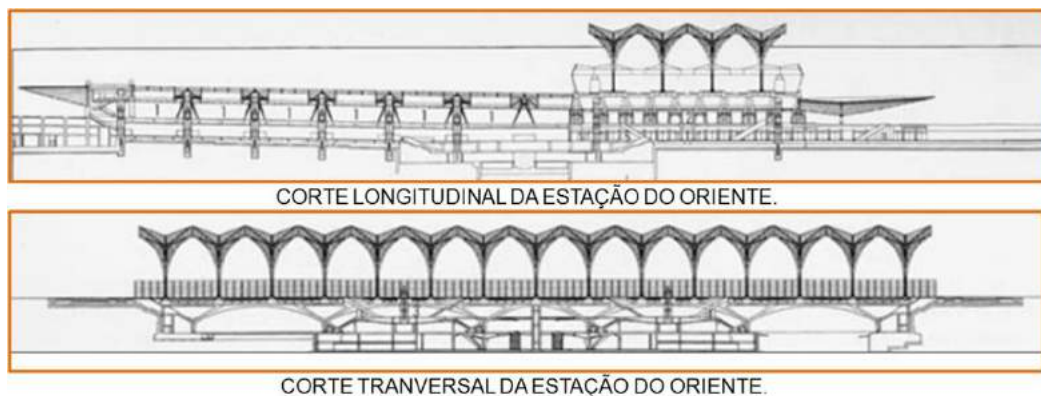 CORTE LONGITUDINAL DA ESTAÇÃO DO ORIENTE.
CORTE TRANVERSAL DA ESTAÇÃO DO ORIENTE.